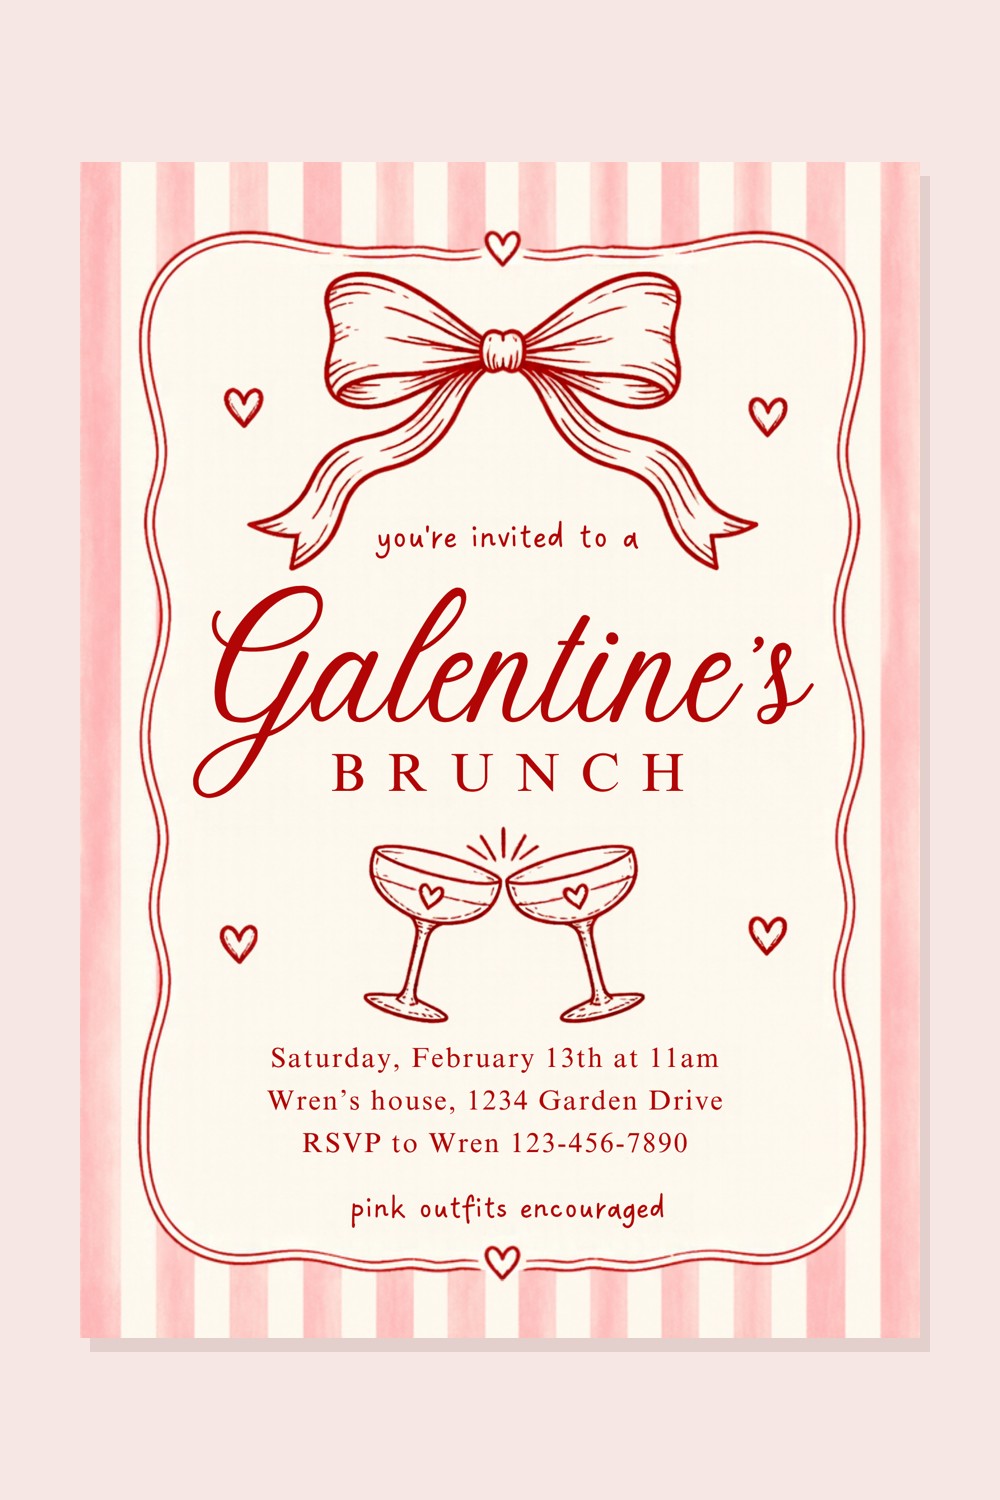 you're invited to a
Galentine's
BRUNCH
Saturday, February 13th at 11am
Wren’s house, 1234 Garden Drive
RSVP to Wren 123-456-7890
pink outfits encouraged